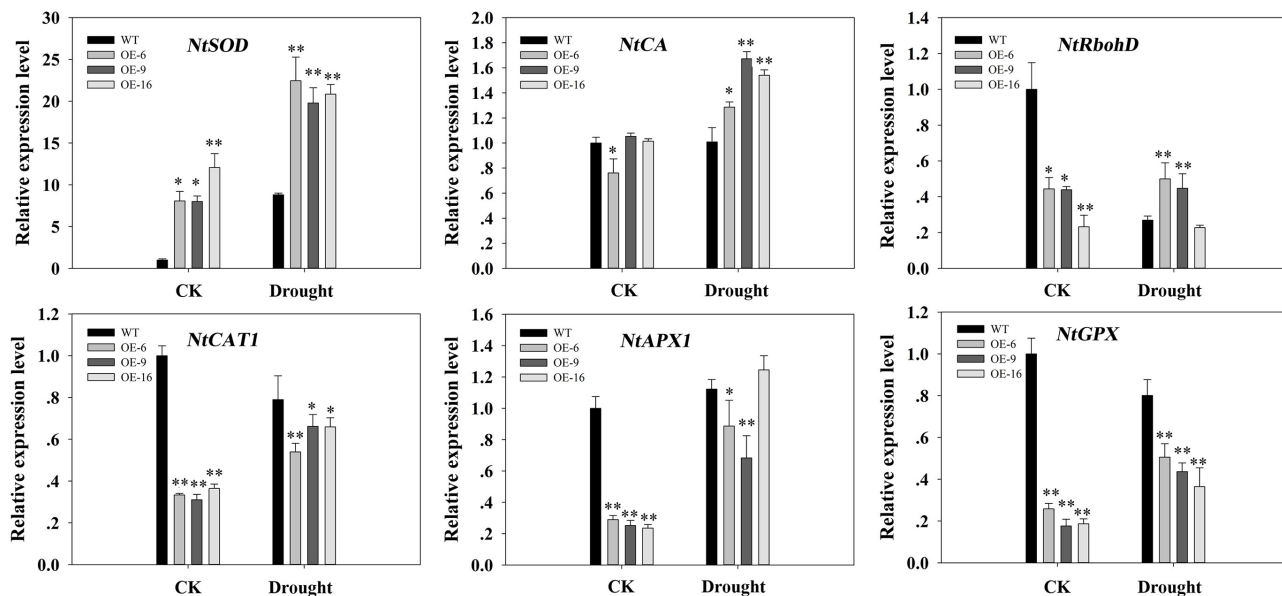 Relative expression level
30
25
20
15
10
5
0
NtSOD
WT
OE-6
OE-9
OE-16
* * **
** ** **
CK Drought
Relative expression level
2.0
1.8
1.6
1.4
1.2
1.0
.8
.6
.4
.2
0.0
NtCA
WT
OE-6
OE-9
OE-16
*
* ** **
CK Drought
Relative expression level
1.4
1.2
1.0
.8
.6
.4
.2
0.0
NtRbohD
WT
OE-6
OE-9
OE-16
* * **
** **
CK Drought
Relative expression level
1.2
1.0
.8
.6
.4
.2
0.0
NtCAT1
WT
OE-6
OE-9
OE-16
** ** **
** * *
CK Drought
Relative expression level
1.6
1.4
1.2
1.0
.8
.6
.4
.2
0.0
NtAPX1
WT
OE-6
OE-9
OE-16
** ** **
* **
CK Drought
Relative expression level
1.2
1.0
.8
.6
.4
.2
0.0
NtGPX
WT
OE-6
OE-9
OE-16
** ** **
** ** **
CK Drought